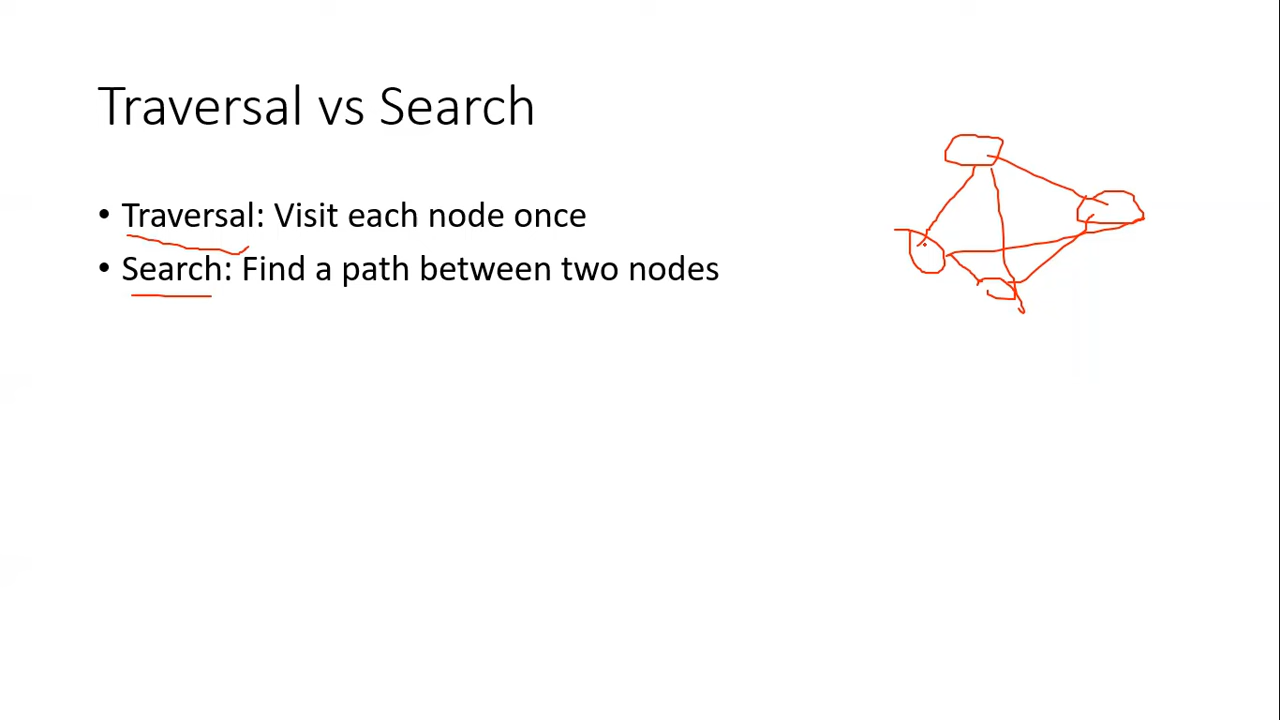 Traversal vs Search
• Traversal: Visit each node once
• Search: Find a path between two nodes